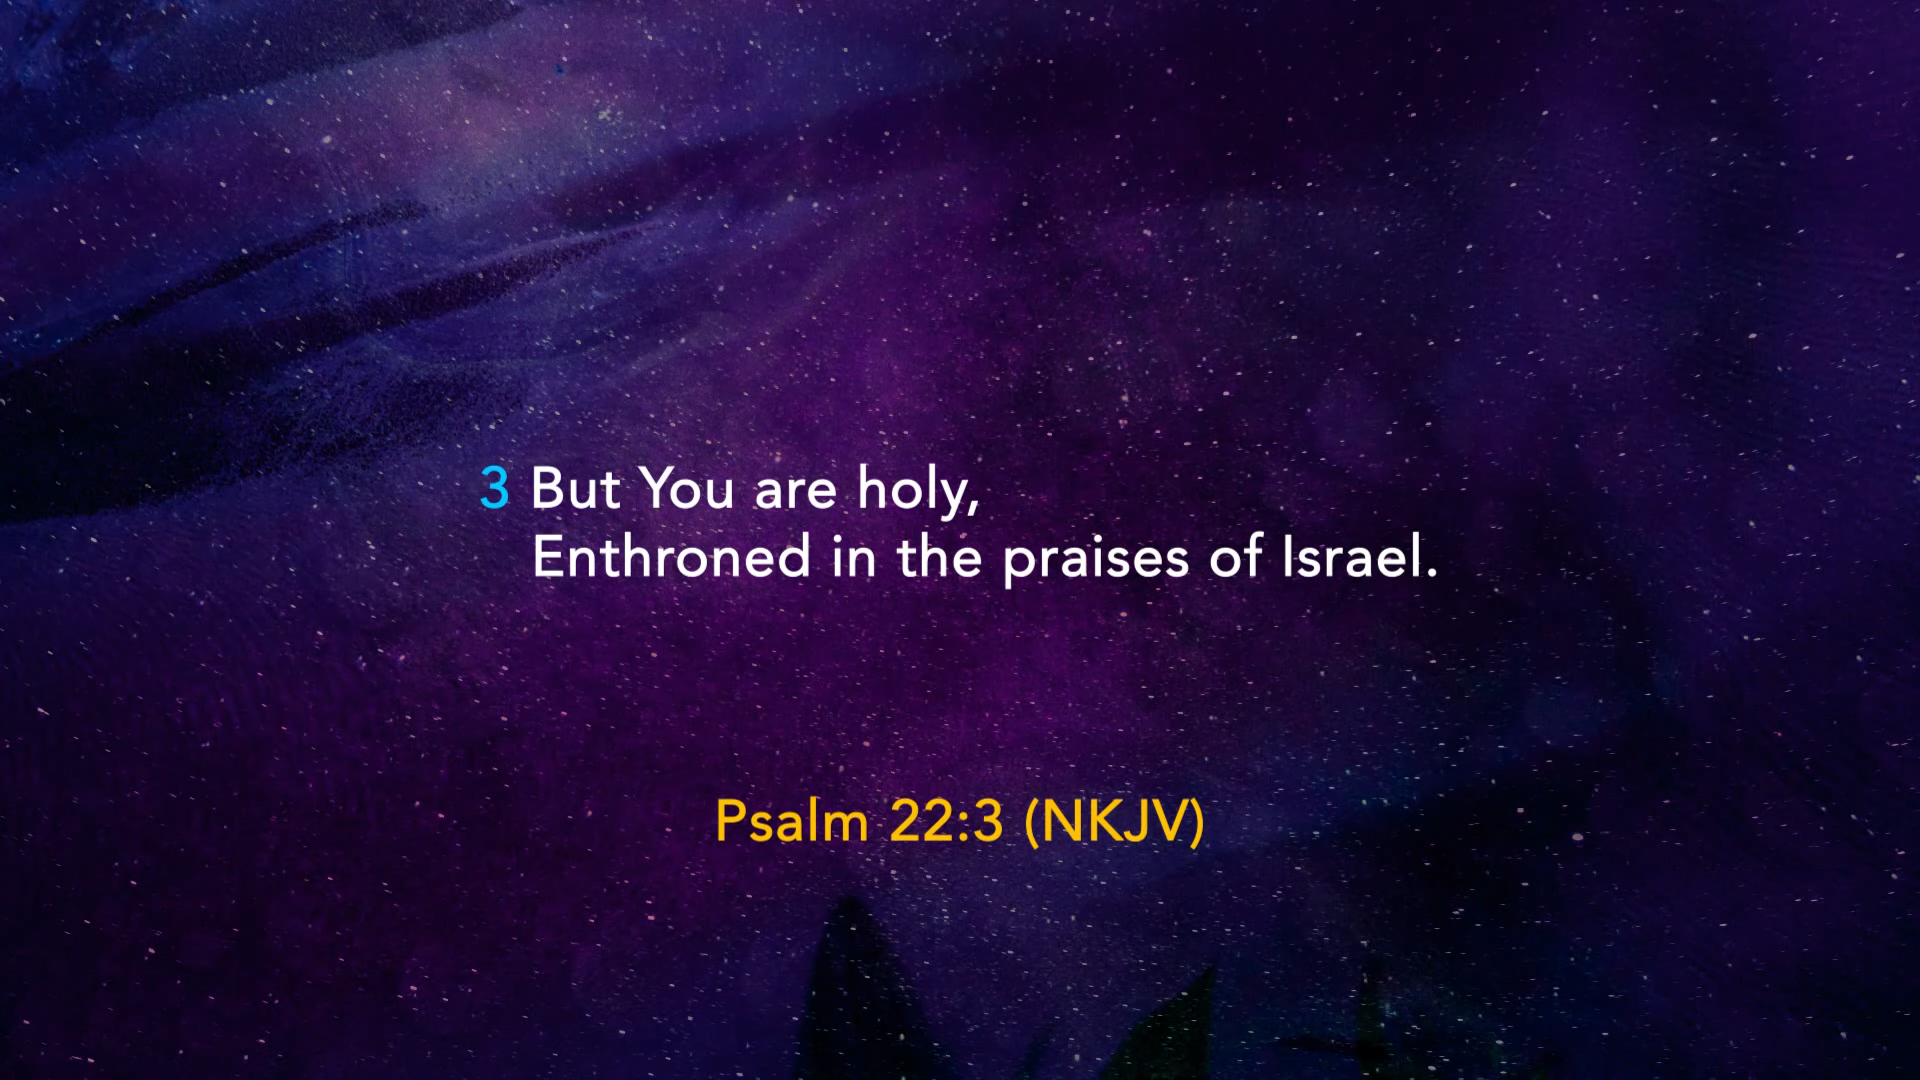 3 But You are holy,
Enthroned in the praises of Israel.
Psalm 22:3 (NKJV)